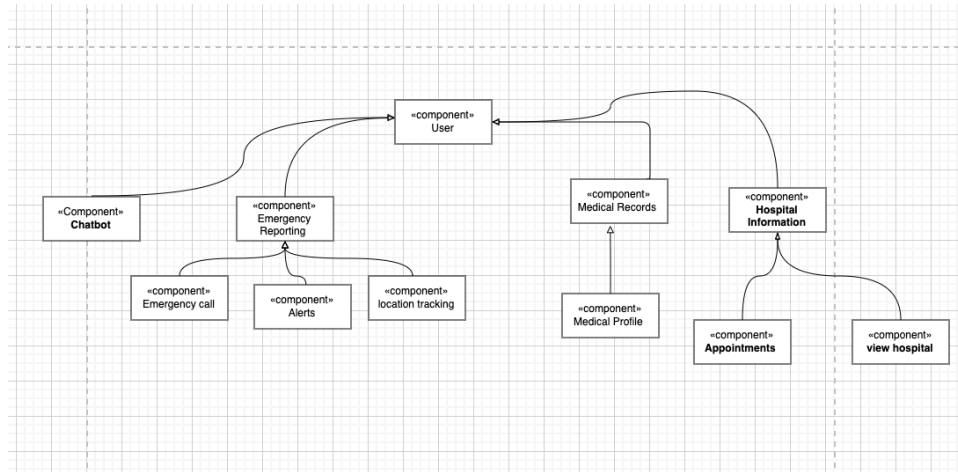 «component»
User
«Component»
Chatbot
«component»
Emergency
Reporting
«component»
Medical Records
«component»
Hospital
Information
«component»
Emergency call
«component»
Alerts
«component»
location tracking
«component»
Medical Profile
«component»
Appointments
«component»
view hospital